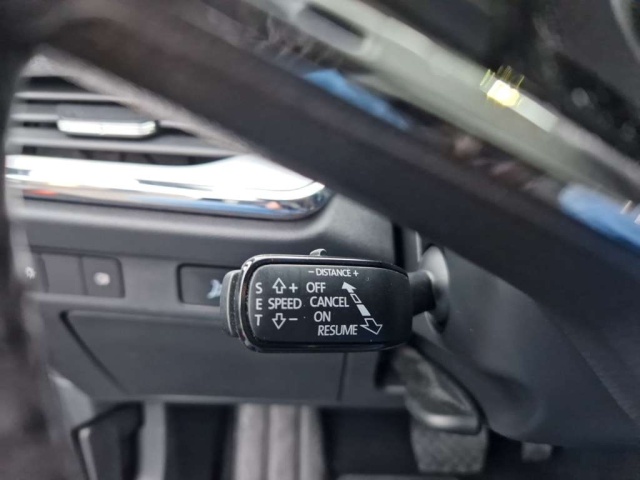 - DISTANCE +
S ⇧ + OFF
E SPEED CANCEL
T ⇩ - ON
RESUME